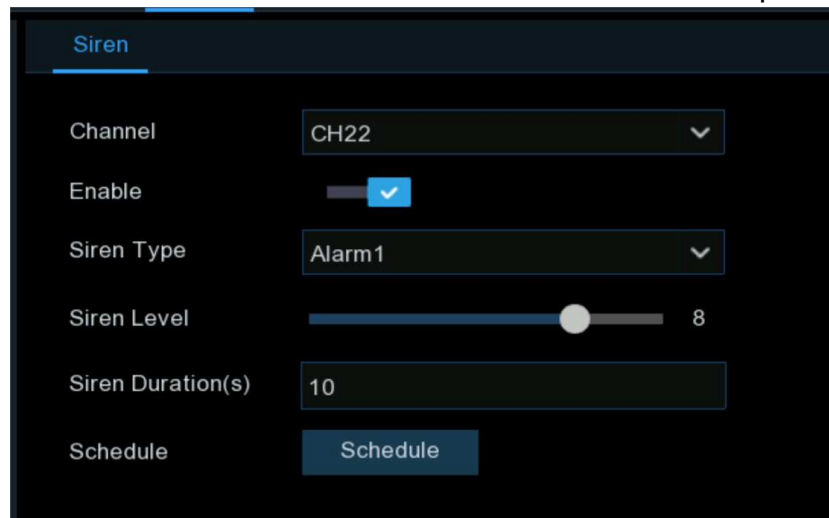 Siren
Channel CH22
Enable
Siren Type Alarm1
Siren Level 8
Siren Duration(s) 10
Schedule Schedule